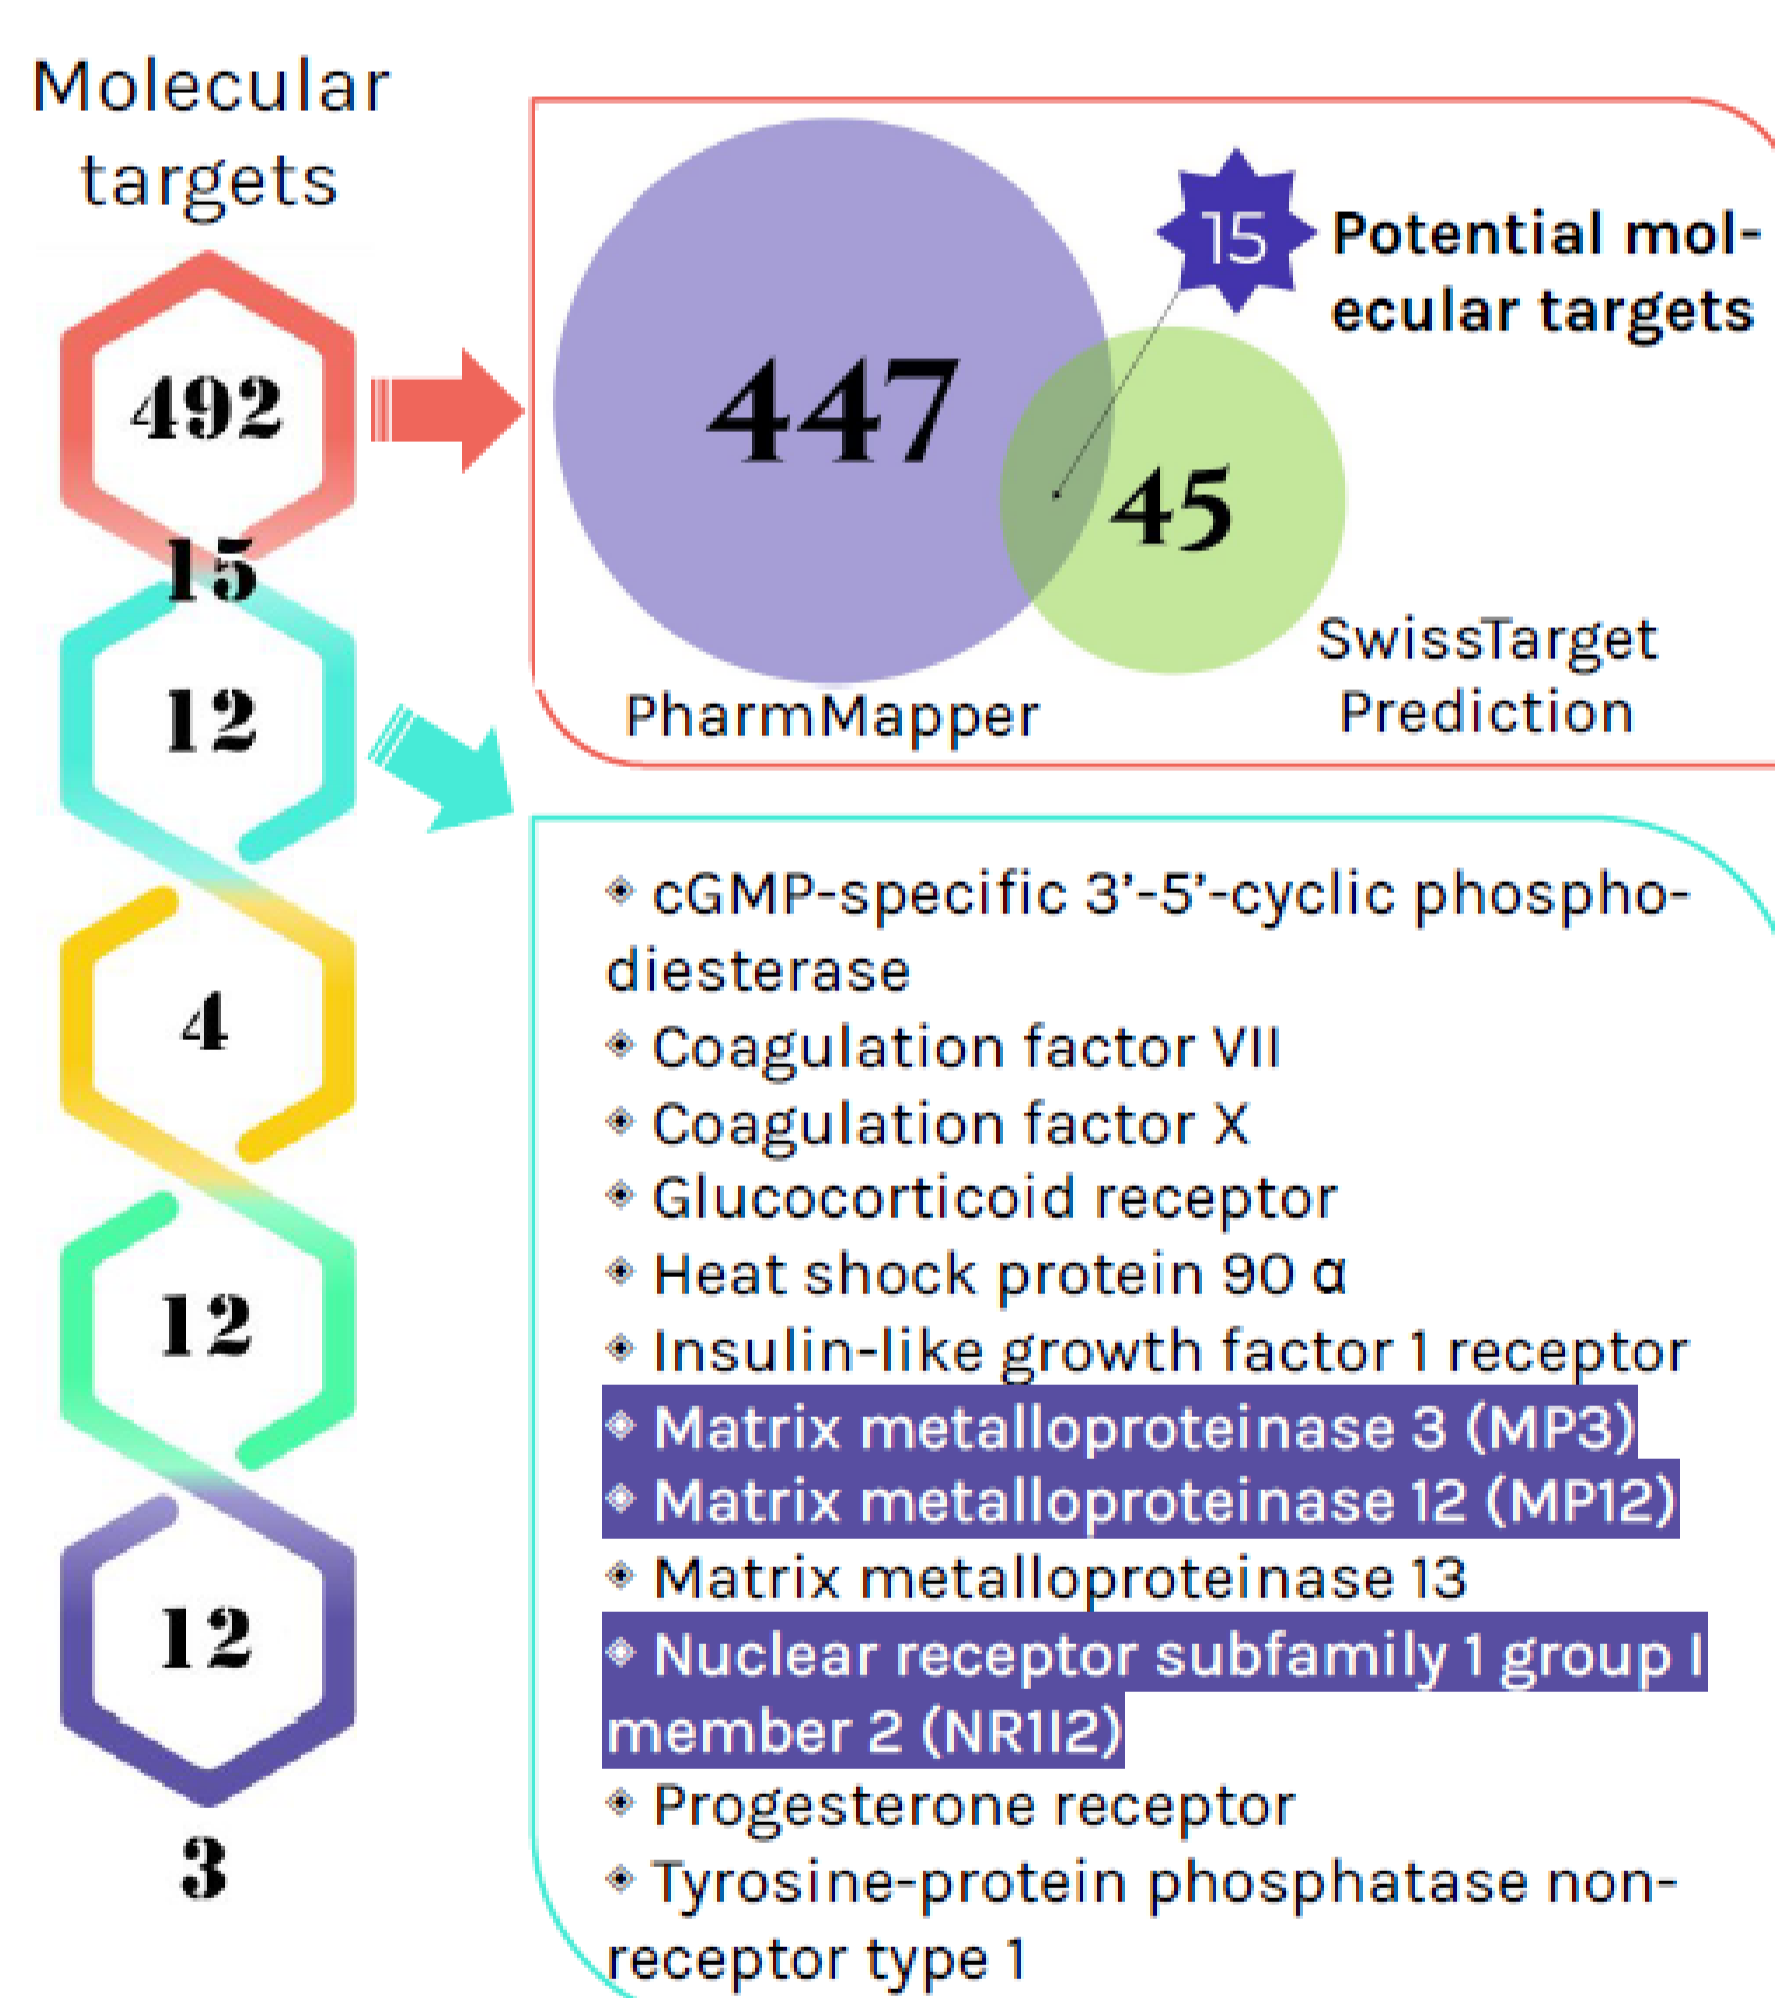 Molecular
targets
492
15
12
4
12
12
3
447
45
15
Potential mol-
ecular targets
PharmMapper
SwissTarget
Prediction
◈ cGMP-specific 3’-5’-cyclic phospho-
diesterase
◈ Coagulation factor VII
◈ Coagulation factor X
◈ Glucocorticoid receptor
◈ Heat shock protein 90 α
◈ Insulin-like growth factor 1 receptor
◈ Matrix metalloproteinase 3 (MP3)
◈ Matrix metalloproteinase 12 (MP12)
◈ Matrix metalloproteinase 13
◈ Nuclear receptor subfamily 1 group I
member 2 (NR1I2)
◈ Progesterone receptor
◈ Tyrosine-protein phosphatase non-
receptor type 1